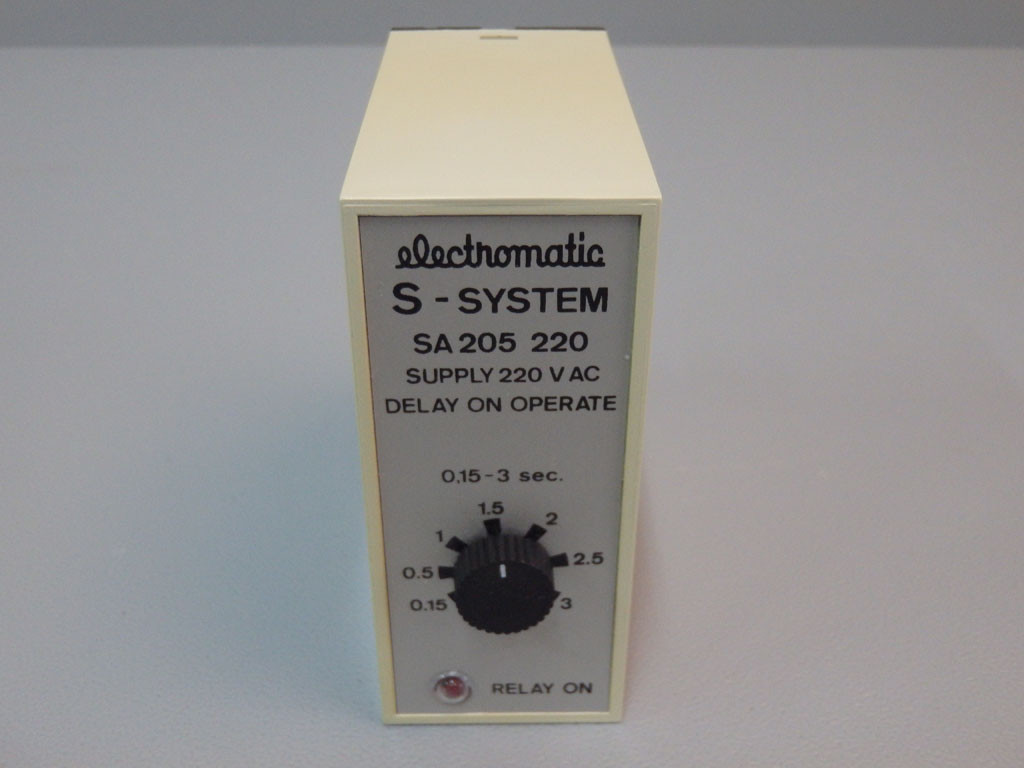 electromatic
S - SYSTEM
SA 205 220
SUPPLY 220 V AC
DELAY ON OPERATE
0,15 - 3 sec.
1.5
2
1
2.5
0.5
0.15
3
RELAY ON